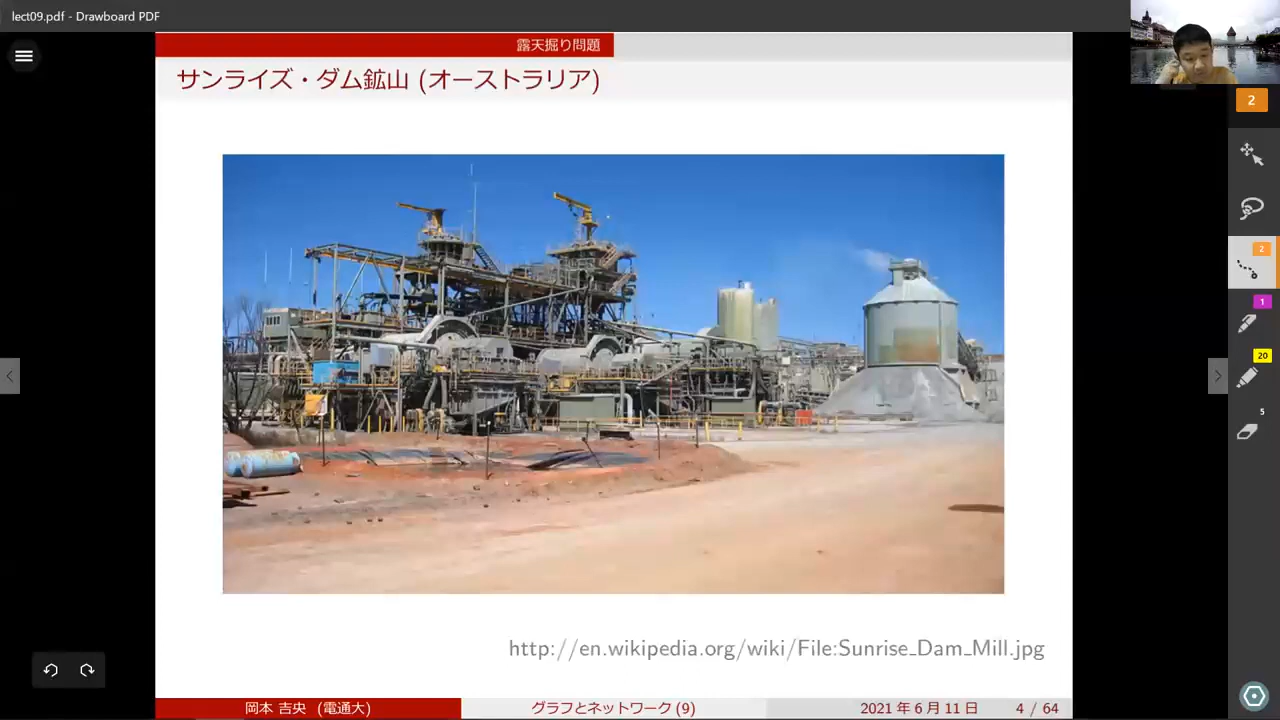 lect09.pdf - Drawboard PDF
露天掘り問題
サンライズ・ダム鉱山 (オーストラリア)
2
2
1
20
5
http://en.wikipedia.org/wiki/File:Sunrise_Dam_Mill.jpg
岡本 吉央 (電通大)
グラフとネットワーク (9)
2021 年 6 月 11 日
4 / 64